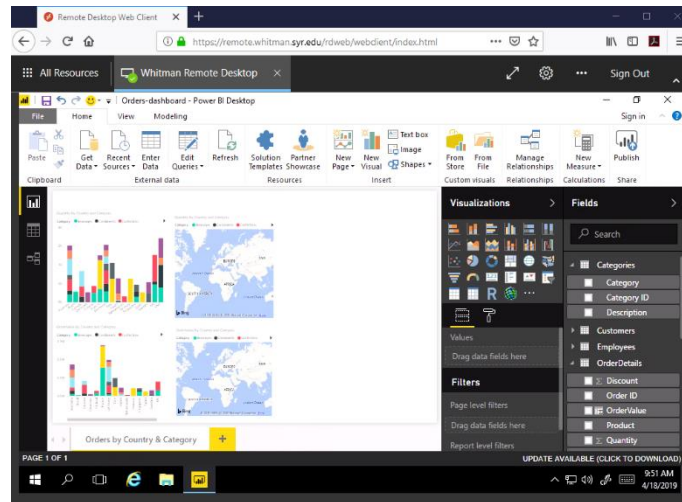 Remote Desktop Web Client
https://remote.whitman.syr.edu/rdweb/webclient/index.html
All Resources
Whitman Remote Desktop
Sign Out
Orders-dashboard - Power BI Desktop
File
Home
View
Modeling
Sign in
Paste
Get Data
Recent Sources
Enter Data
Edit Queries
Refresh
Solution Templates
Partner Showcase
New Page
New Visual
Text box
Image
Shapes
From Store
From File
Manage Relationships
New Measure
Publish
Clipboard
External data
Resources
Insert
Custom visuals
Relationships
Calculations
Share
Visualizations
Fields
Search
Categories
Category
Category ID
Description
Customers
Employees
OrderDetails
Discount
Order ID
OrderValue
Product
Quantity
Values
Drag data fields here
Filters
Page level filters
Drag data fields here
Report level filters
Orders by Country & Category
PAGE 1 OF 1
UPDATE AVAILABLE (CLICK TO DOWNLOAD)
9:51 AM
4/18/2019